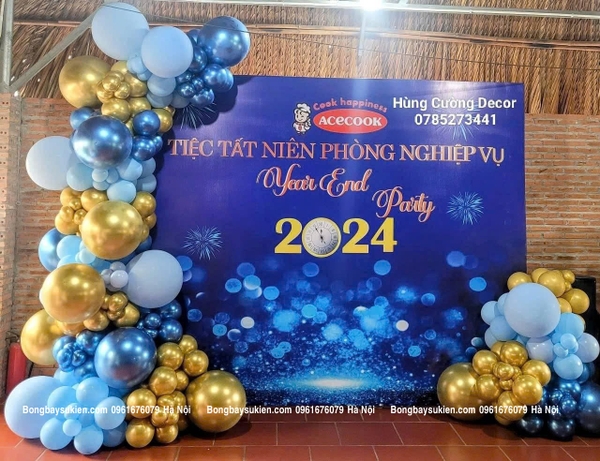 Cook happiness
ACECOOK
Hùng Cường Decor
0785273441
TIỆC TẤT NIÊN PHÒNG NGHIỆP VỤ
Year End
Party
2024
Bongbaysukien.com 0961676079 Hà Nội
Bongbaysukien.com 0961676079 Hà Nội
Bongbaysukien.com 0961676079 Hà Nội